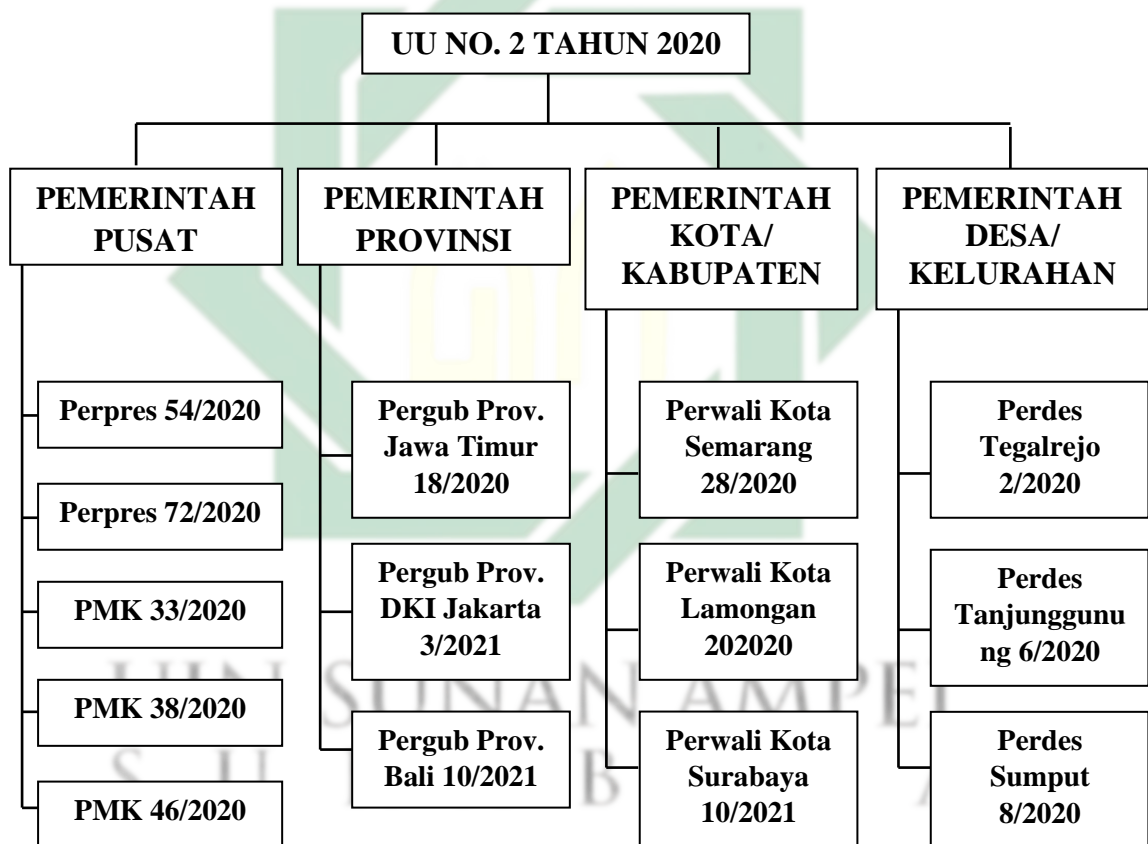 UU NO. 2 TAHUN 2020
PEMERINTAH
PUSAT
Perpres 54/2020
Perpres 72/2020
PMK 33/2020
PMK 38/2020
PMK 46/2020
PEMERINTAH
PROVINSI
Pergub Prov.
Jawa Timur
18/2020
Pergub Prov.
DKI Jakarta
3/2021
Pergub Prov.
Bali 10/2021
PEMERINTAH
KOTA/
KABUPATEN
Perwali Kota
Semarang
28/2020
Perwali Kota
Lamongan
202020
Perwali Kota
Surabaya
10/2021
PEMERINTAH
DESA/
KELURAHAN
Perdes
Tegalrejo
2/2020
Perdes
Tanjunggunu
ng 6/2020
Perdes
Sumput
8/2020
UIN SUNAN AMPEL